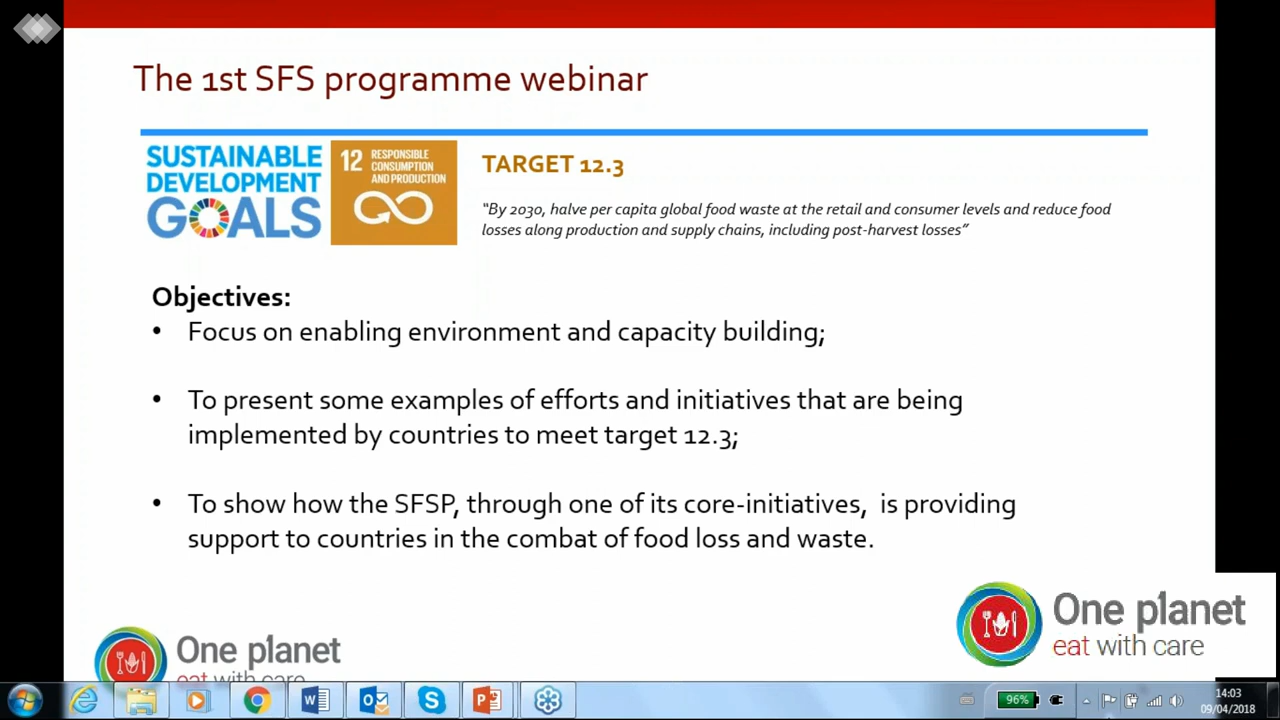 The 1st SFS programme webinar
SUSTAINABLE
DEVELOPMENT
GOALS
12 RESPONSIBLE
CONSUMPTION
AND PRODUCTION
TARGET 12.3
“By 2030, halve per capita global food waste at the retail and consumer levels and reduce food
losses along production and supply chains, including post-harvest losses”
Objectives:
• Focus on enabling environment and capacity building;
• To present some examples of efforts and initiatives that are being
implemented by countries to meet target 12.3;
• To show how the SFSP, through one of its core-initiatives, is providing
support to countries in the combat of food loss and waste.
One planet
eat with care
One planet
eat with care
96%
14:03
09/04/2018